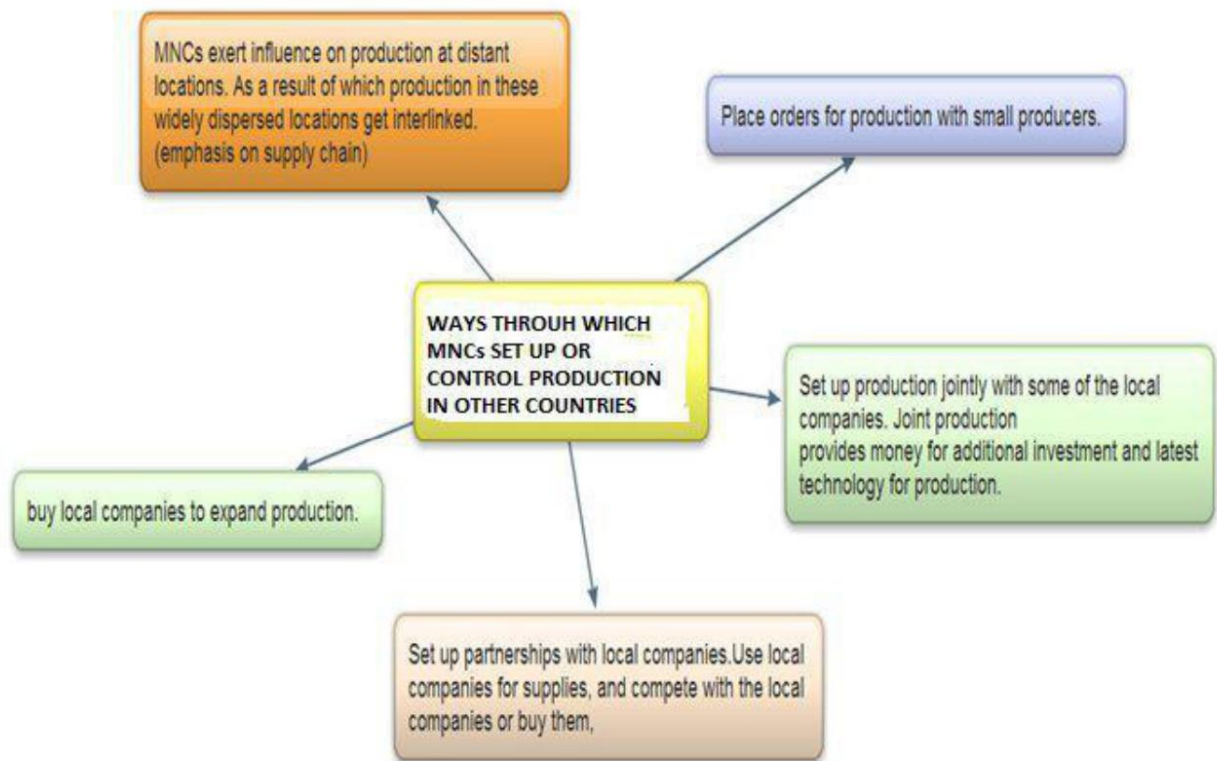 MNCs exert influence on production at distant
locations. As a result of which production in these
widely dispersed locations get interlinked.
(emphasis on supply chain)
Place orders for production with small producers.
WAYS THROUH WHICH
MNCs SET UP OR
CONTROL PRODUCTION
IN OTHER COUNTRIES
Set up production jointly with some of the local
companies. Joint production
provides money for additional investment and latest
technology for production.
buy local companies to expand production.
Set up partnerships with local companies.Use local
companies for supplies, and compete with the local
companies or buy them,